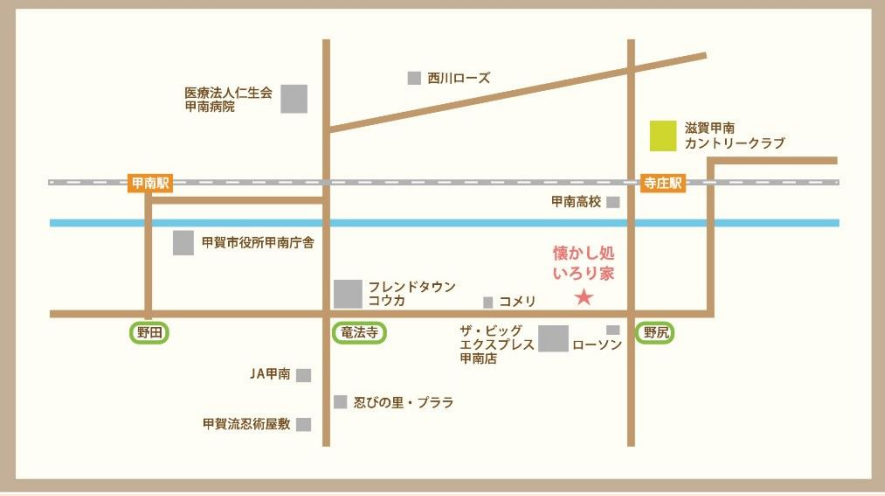 西川ローズ
医療法人仁生会
甲南病院
滋賀甲南
カントリークラブ
甲南駅
寺庄駅
甲南高校
甲賀市役所甲南庁舎
懐かし処
いろり家
フレンドタウン
コウカ
コメリ
野田
竜法寺
ザ・ビッグ
エクスプレス
甲南店
ローソン
野尻
JA甲南
忍びの里・プララ
甲賀流忍術屋敷